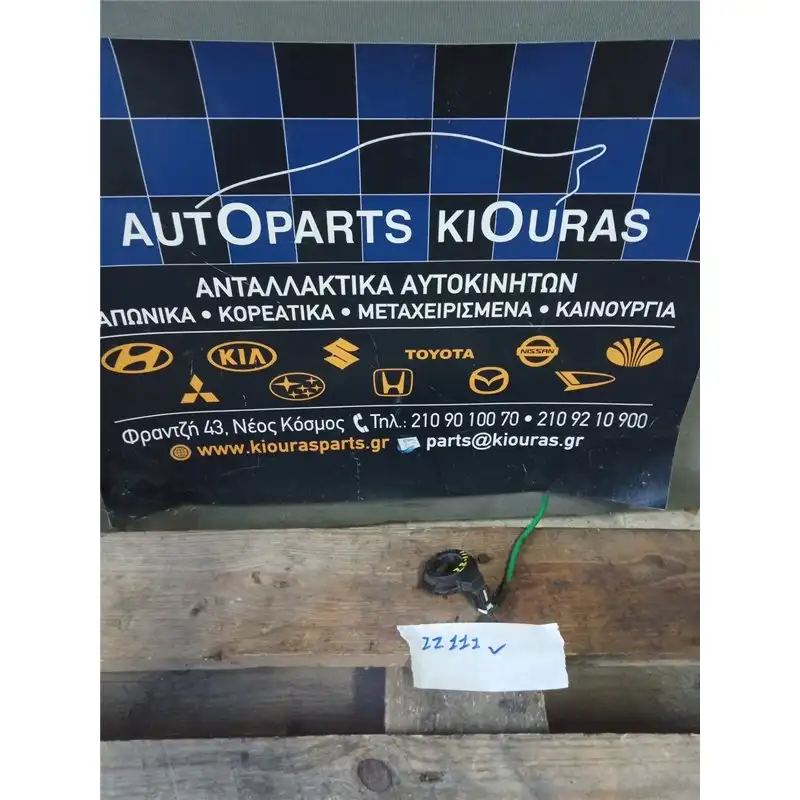 AUTOPARTS KIOURAS
ΑΝΤΑΛΛΑΚΤΙΚΑ ΑΥΤΟΚΙΝΗΤΩΝ
ΑΠΩΝΙΚΑ • ΚΟΡΕΑΤΙΚΑ • ΜΕΤΑΧΕΙΡΙΣΜΕΝΑ • ΚΑΙΝΟΥΡΓΙΑ
KIA TOYOTA NISSAN
Φραντζή 43, Νέος Κόσμος Τηλ.: 210 90 100 70 • 210 92 10 900
www.kiourasparts.gr parts@kiouras.gr
22111